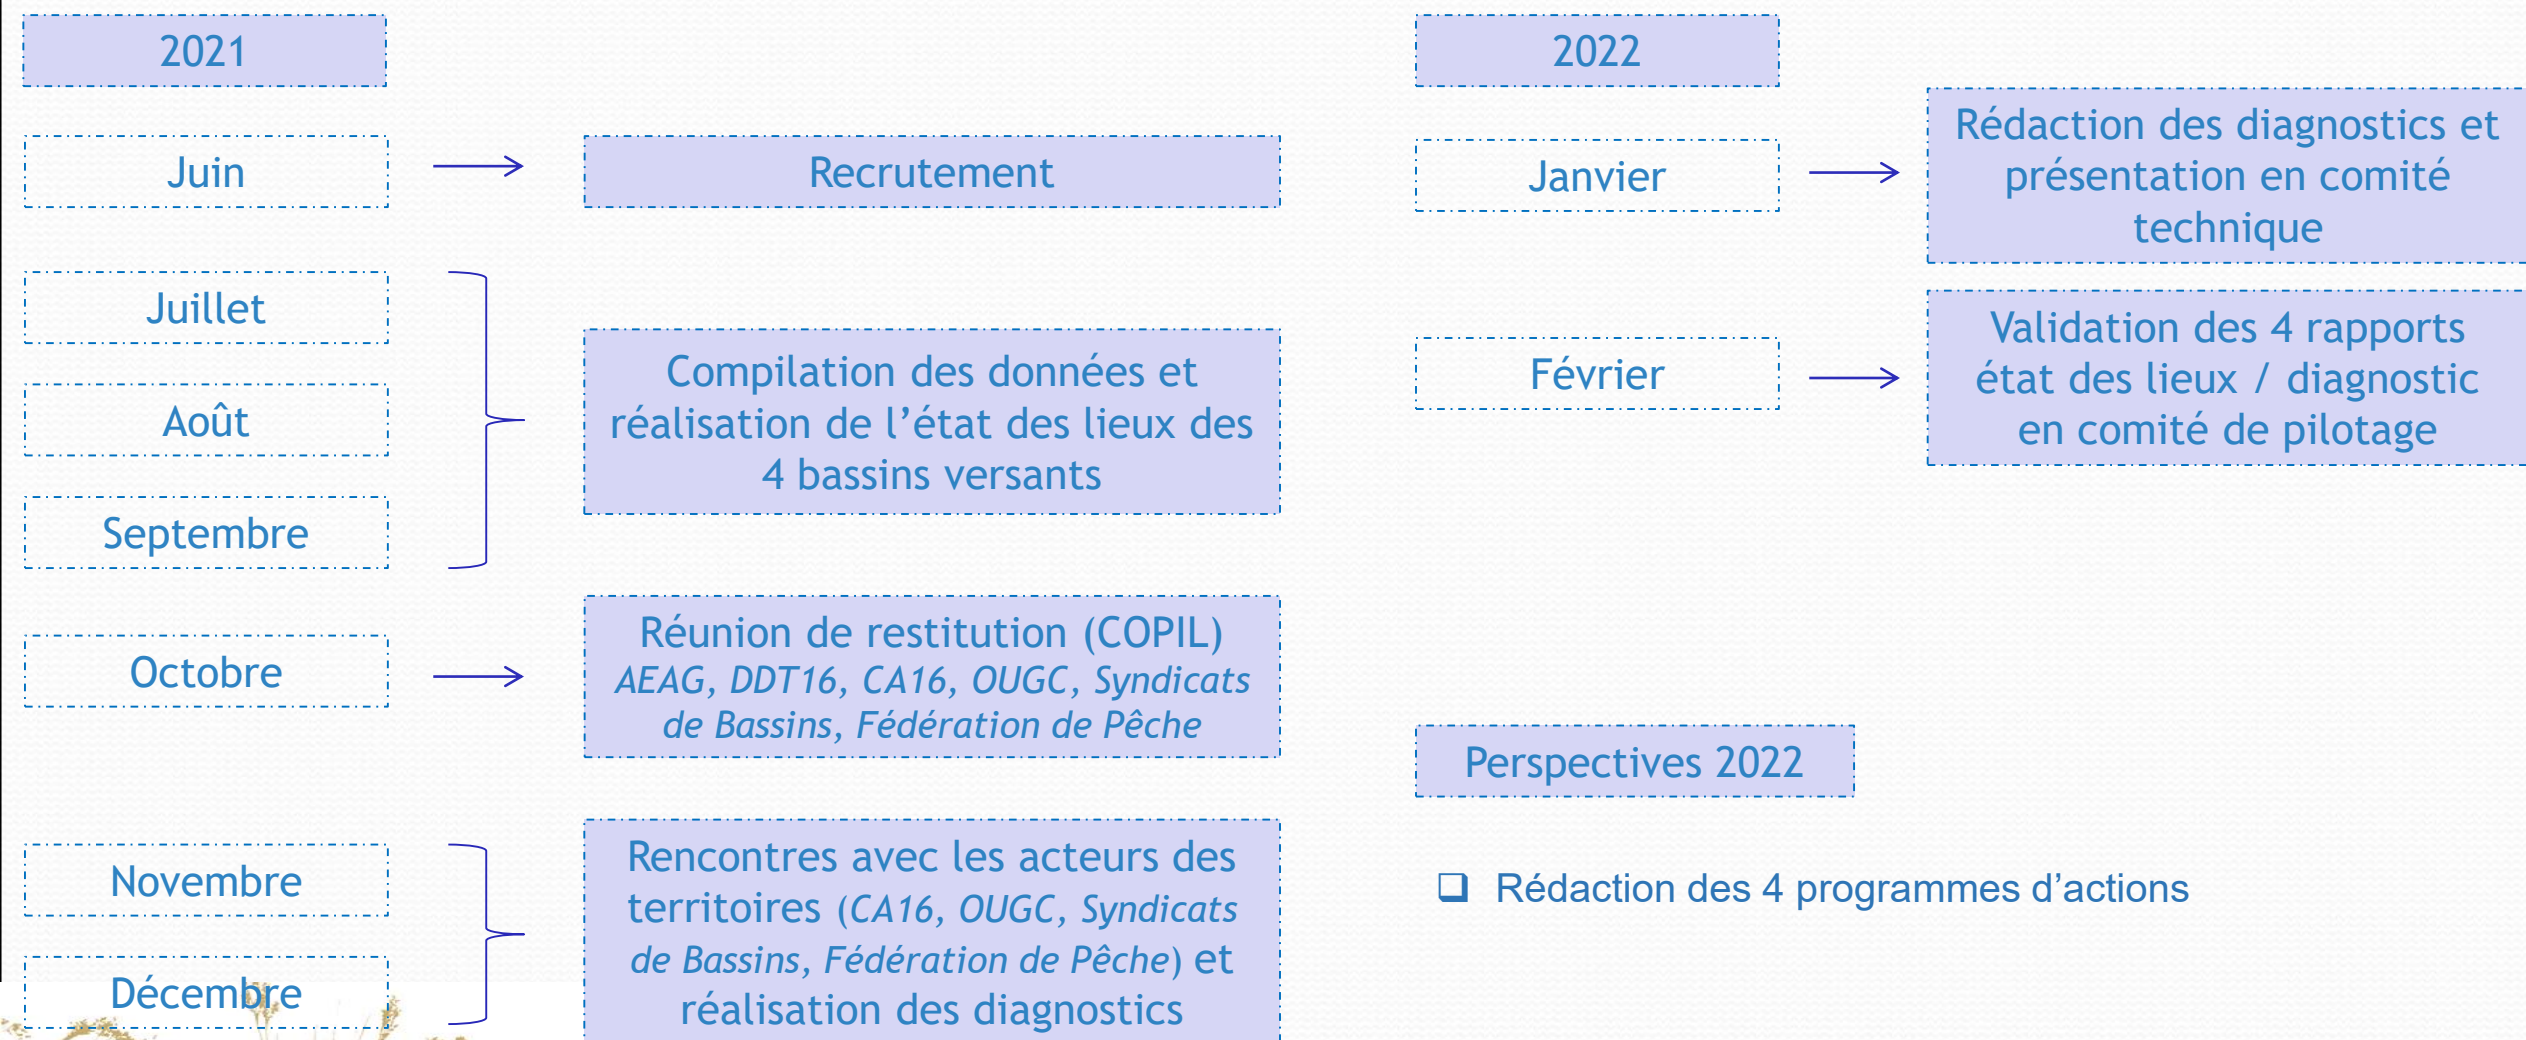 2021
Juin
Recrutement
Juillet
Août
Septembre
Compilation des données et
réalisation de l’état des lieux des
4 bassins versants
Octobre
Réunion de restitution (COPIL)
AEAG, DDT16, CA16, OUGC, Syndicats
de Bassins, Fédération de Pêche
Novembre
Décembre
Rencontres avec les acteurs des
territoires (CA16, OUGC, Syndicats
de Bassins, Fédération de Pêche) et
réalisation des diagnostics
2022
Janvier
Rédaction des diagnostics et
présentation en comité
technique
Février
Validation des 4 rapports
état des lieux / diagnostic
en comité de pilotage
Perspectives 2022
❑ Rédaction des 4 programmes d’actions